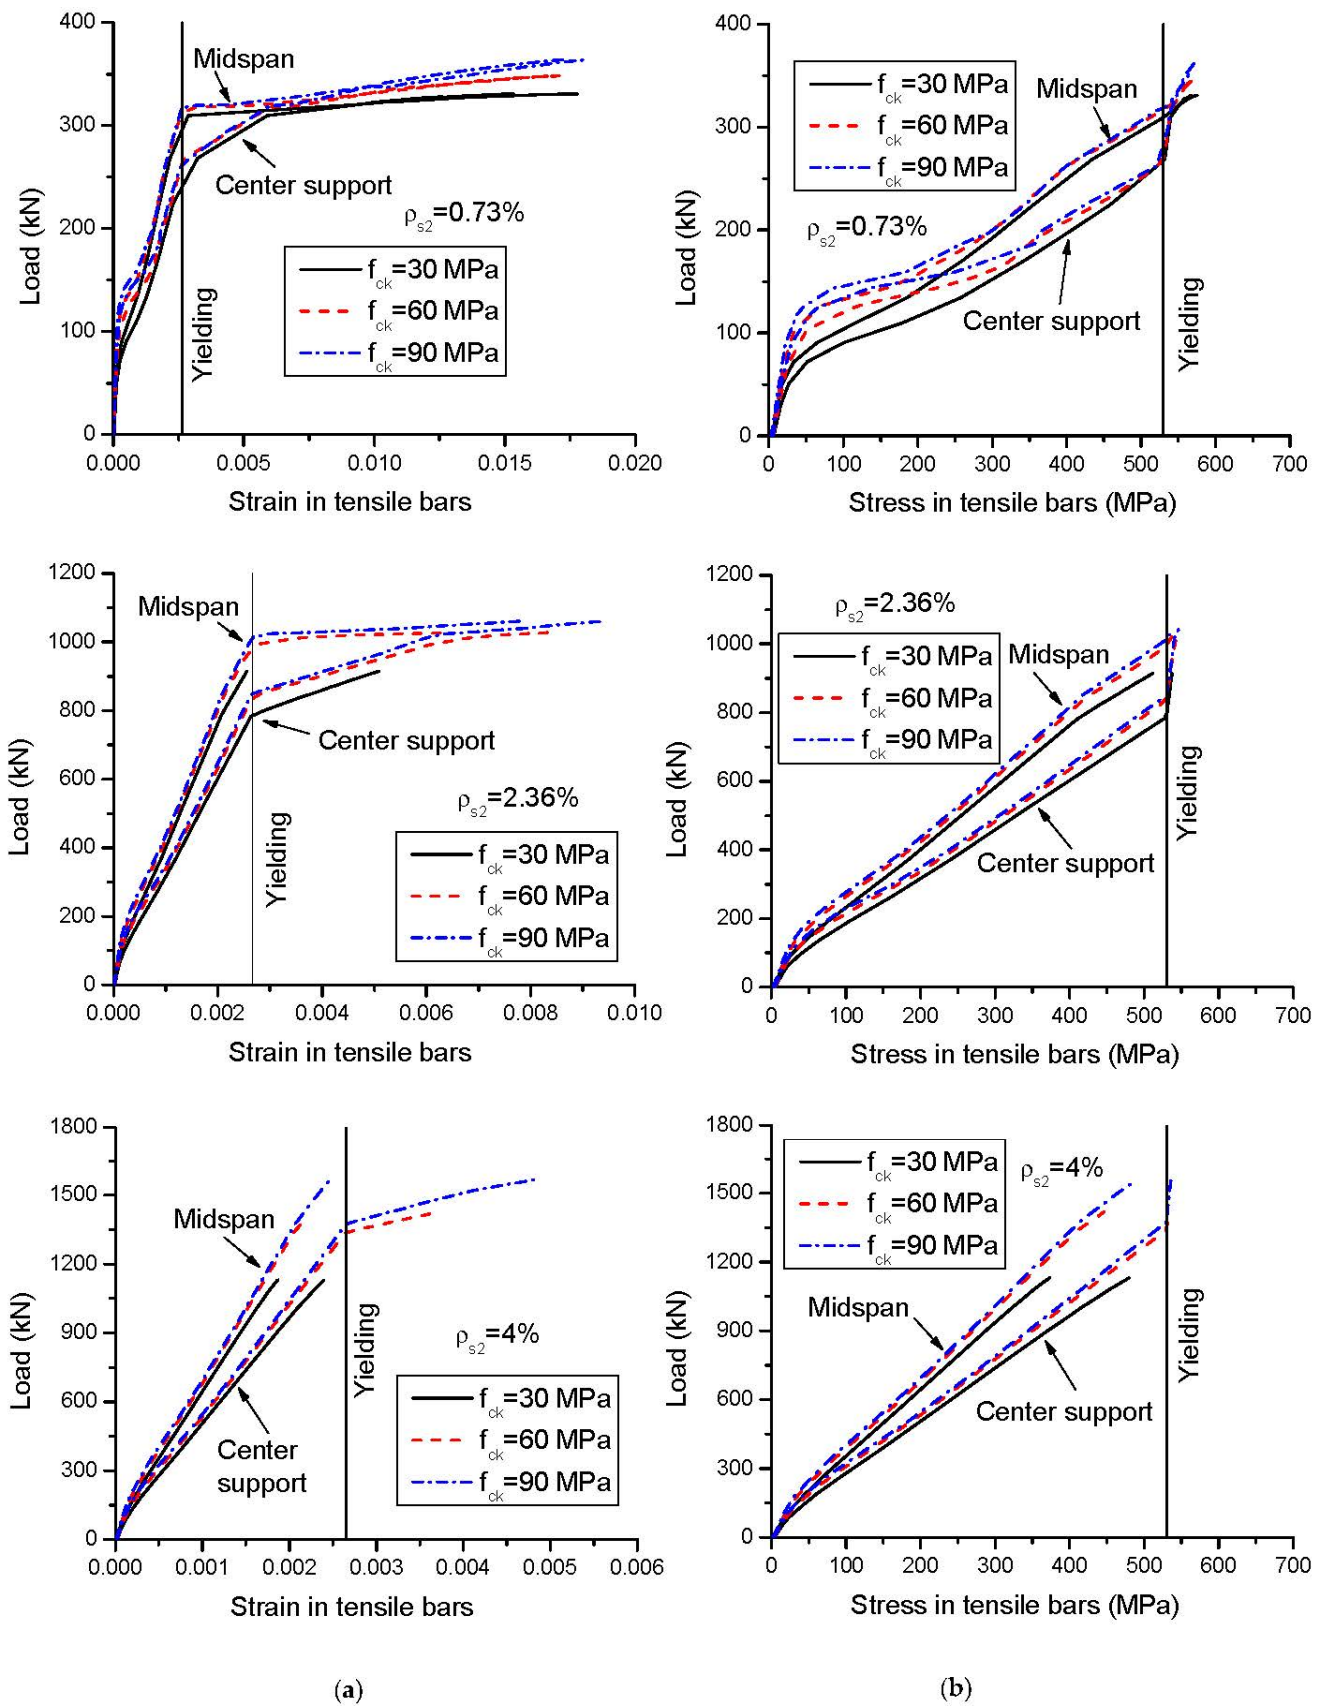 400
300
200
100
0
Load (kN)
Midspan
Center support
ρs2=0.73%
fck=30 MPa
fck=60 MPa
fck=90 MPa
Yielding
0.000 0.005 0.010 0.015 0.020
Strain in tensile bars
400
300
200
100
0
Load (kN)
fck=30 MPa
fck=60 MPa
fck=90 MPa
Midspan
ρs2=0.73%
Center support
Yielding
0 100 200 300 400 500 600 700
Stress in tensile bars (MPa)
1200
1000
800
600
400
200
0
Load (kN)
Midspan
Center support
ρs2=2.36%
Yielding
fck=30 MPa
fck=60 MPa
fck=90 MPa
0.000 0.002 0.004 0.006 0.008 0.010
Strain in tensile bars
1200
1000
800
600
400
200
0
Load (kN)
ρs2=2.36%
fck=30 MPa
fck=60 MPa
fck=90 MPa
Midspan
Center support
Yielding
0 100 200 300 400 500 600 700
Stress in tensile bars (MPa)
1800
1500
1200
900
600
300
0
Load (kN)
Midspan
Yielding
ρs2=4%
Center
support
fck=30 MPa
fck=60 MPa
fck=90 MPa
0.000 0.001 0.002 0.003 0.004 0.005 0.006
Strain in tensile bars
1800
1500
1200
900
600
300
0
Load (kN)
fck=30 MPa
fck=60 MPa
fck=90 MPa
ρs2=4%
Midspan
Center support
Yielding
0 100 200 300 400 500 600 700
Stress in tensile bars (MPa)
(a)
(b)